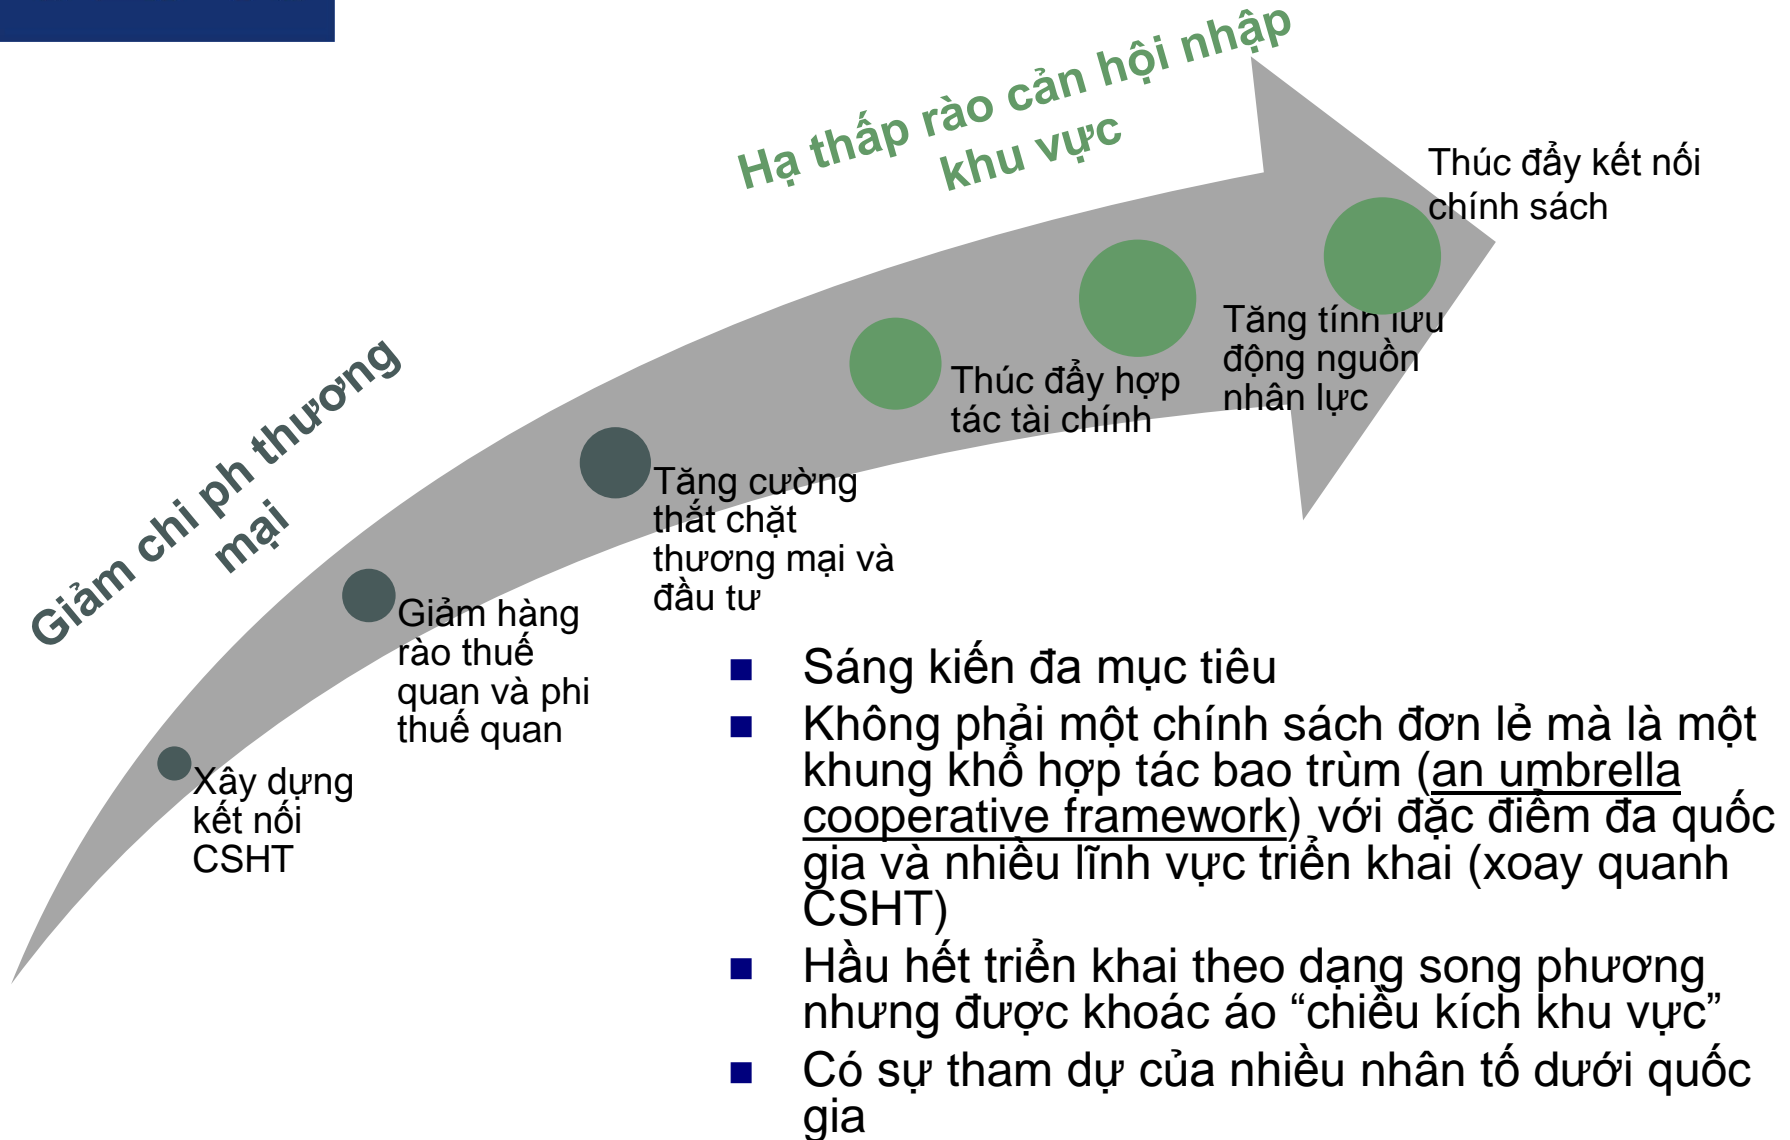 Hạ thấp rào cản hội nhập
khu vực
Thúc đẩy kết nối
chính sách
Tăng tính lưu
động nguồn
nhân lực
Thúc đẩy hợp
tác tài chính
Giảm chi ph thương
mại
Tăng cường
thắt chặt
thương mại và
đầu tư
Giảm hàng
rào thuế
quan và phi
thuế quan
Xây dựng
kết nối
CSHT
Sáng kiến đa mục tiêu
Không phải một chính sách đơn lẻ mà là một
khung khổ hợp tác bao trùm (an umbrella
cooperative framework) với đặc điểm đa quốc
gia và nhiều lĩnh vực triển khai (xoay quanh
CSHT)
Hầu hết triển khai theo dạng song phương
nhưng được khoác áo “chiều kích khu vực”
Có sự tham dự của nhiều nhân tố dưới quốc
gia